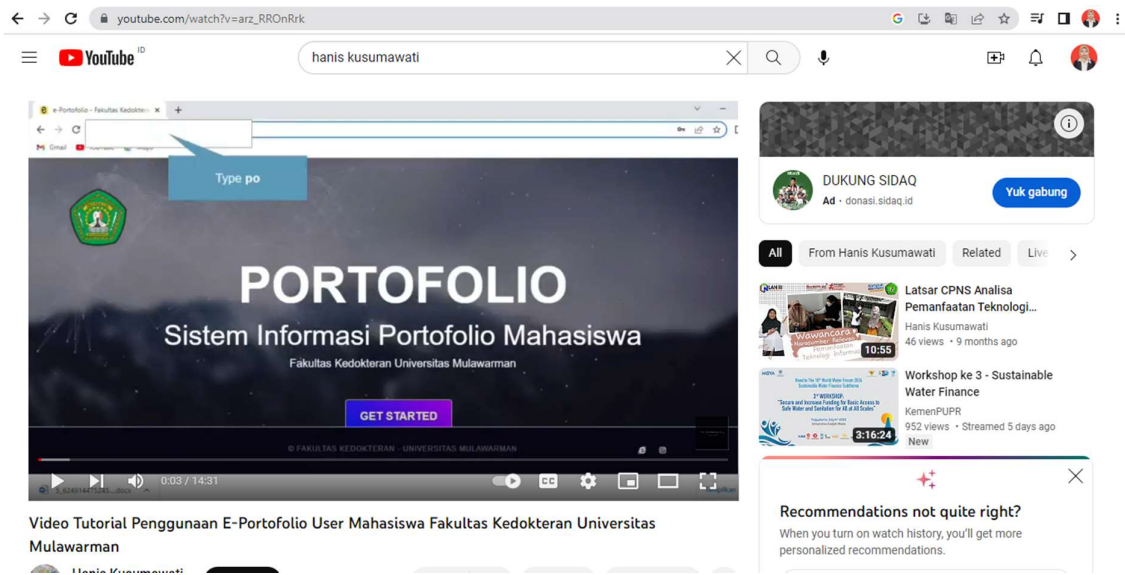 youtube.com/watch?v=arz_RROnRrk
YouTube ID
hanis kusumawati
e-Portofolio - Fakultas Kedokter
Gmail
Type po
PORTOFOLIO
Sistem Informasi Portofolio Mahasiswa
Fakultas Kedokteran Universitas Mulawarman
GET STARTED
© FAKULTAS KEDOKTERAN - UNIVERSITAS MULAWARMAN
0:03 / 14:31
CC
Video Tutorial Penggunaan E-Portofolio User Mahasiswa Fakultas Kedokteran Universitas
Mulawarman
Hanis Kusumawati
DUKUNG SIDAQ
Ad · donasi.sidaq.id
Yuk gabung
All
From Hanis Kusumawati
Related
Live
Wawancara
10:55
Latsar CPNS Analisa
Pemanfaatan Teknologi...
Hanis Kusumawati
46 views • 9 months ago
3:16:24
Workshop ke 3 - Sustainable
Water Finance
KemenPUPR
952 views • Streamed 5 days ago
New
Recommendations not quite right?
When you turn on watch history, you'll get more
personalized recommendations.